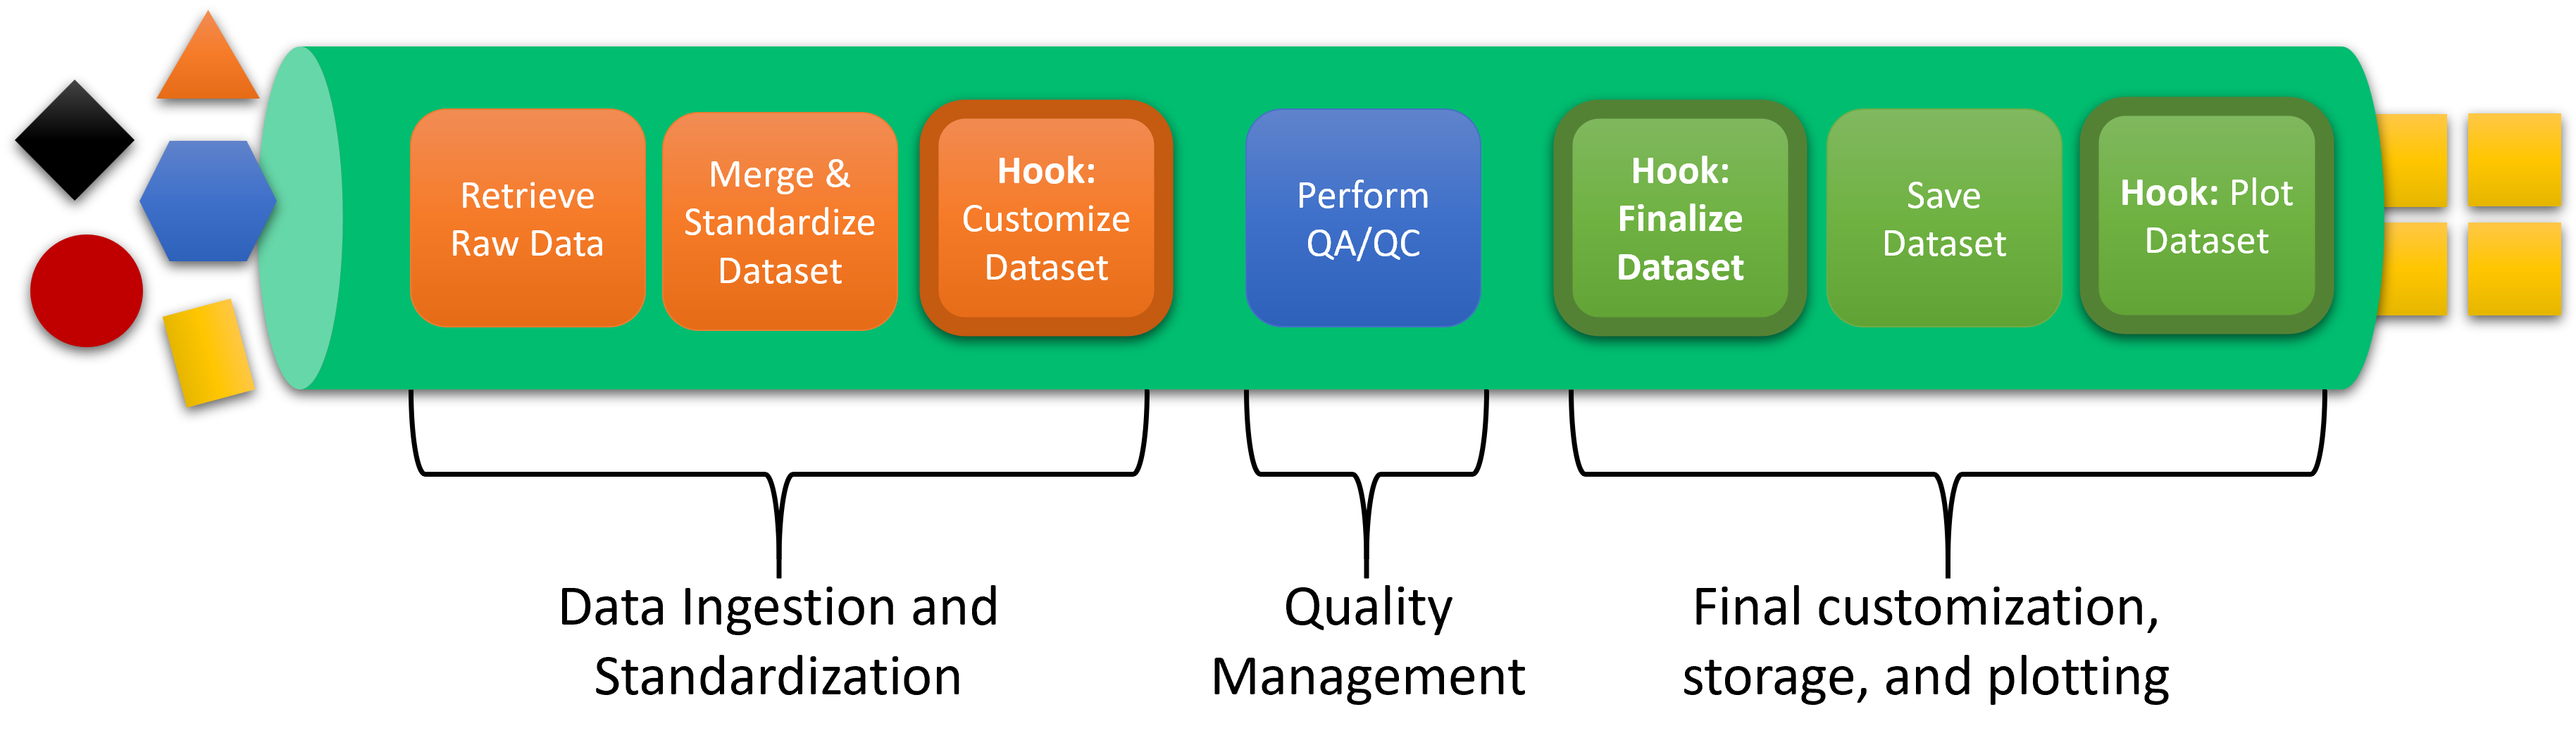 Retrieve
Raw Data
Merge &
Standardize
Dataset
Hook:
Customize
Dataset
Perform
QA/QC
Hook:
Finalize
Dataset
Save
Dataset
Hook: Plot
Dataset
Data Ingestion and
Standardization
Quality
Management
Final customization,
storage, and plotting